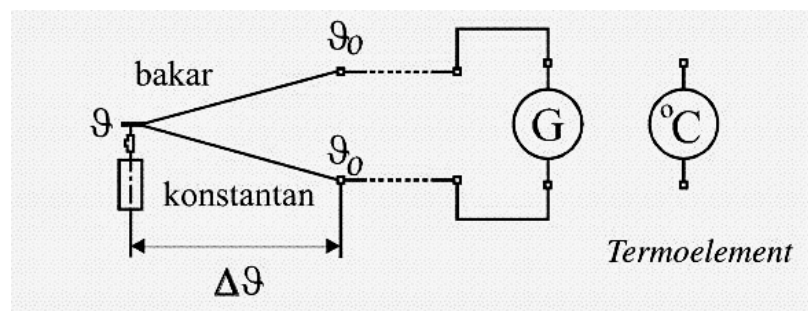 ϑ₀
bakar
ϑ
G
°C
ϑ₀
konstantan
Termoelement
Δϑ